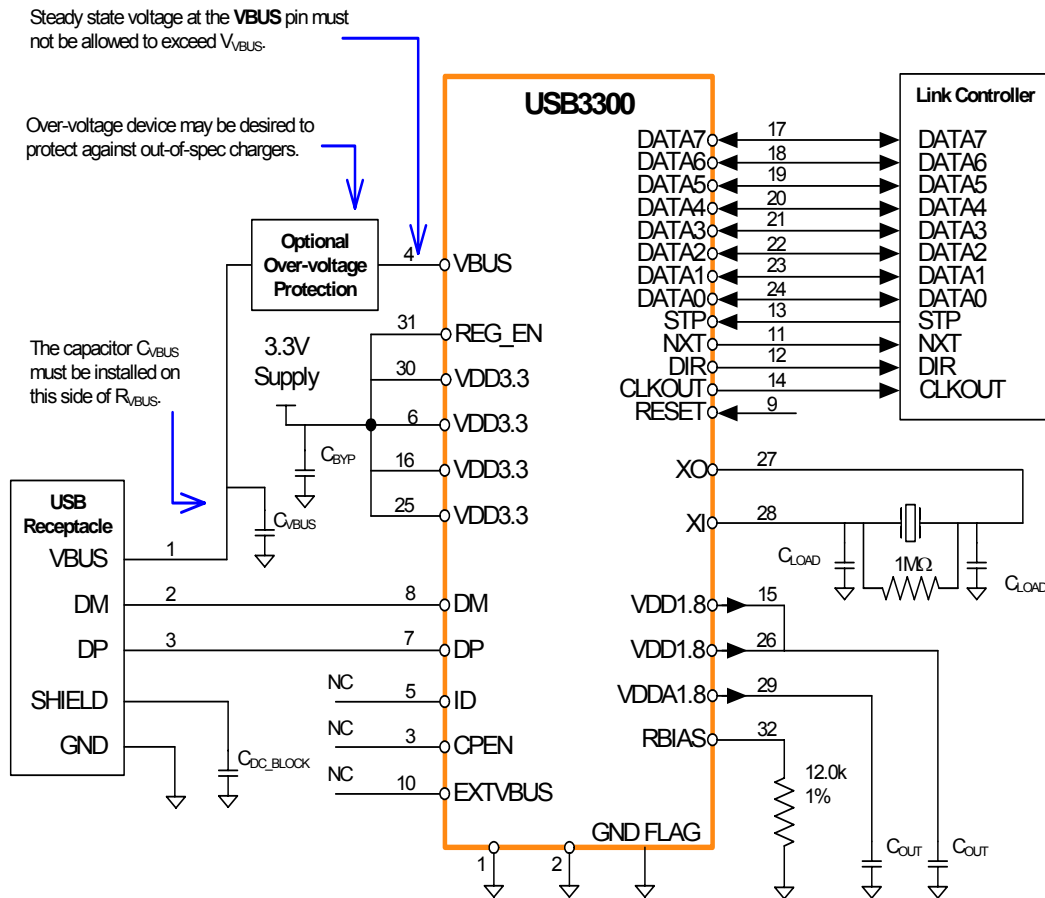 Steady state voltage at the VBUS pin must
not be allowed to exceed VVBUS.
Over-voltage device may be desired to
protect against out-of-spec chargers.
Optional
Over-voltage
Protection
The capacitor CVBUS
must be installed on
this side of RVBUS.
3.3V
Supply
CBYP
CVBUS
USB
Receptacle
VBUS 1
DM 2
DP 3
SHIELD
GND
CDC_BLOCK
USB3300
4 VBUS
31 REG_EN
30 VDD3.3
6 VDD3.3
16 VDD3.3
25 VDD3.3
8 DM
7 DP
NC 5 ID
NC 3 CPEN
NC 10 EXTVBUS
1
2
GND FLAG
Link Controller
DATA7 17 DATA7
DATA6 18 DATA6
DATA5 19 DATA5
DATA4 20 DATA4
DATA3 21 DATA3
DATA2 22 DATA2
DATA1 23 DATA1
DATA0 24 DATA0
STP 13 STP
NXT 11 NXT
DIR 12 DIR
CLKOUT 14 CLKOUT
RESET 9
XO 27
XI 28
CLOAD
1MΩ
CLOAD
VDD1.8 15
VDD1.8 26
VDDA1.8 29
RBIAS 32
12.0k
1%
COUT
COUT